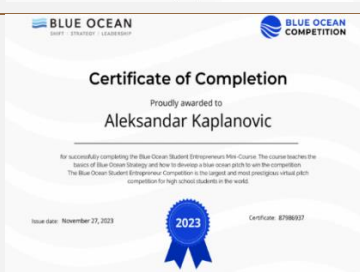 BLUE OCEAN
SHIFT | STRATEGY | LEADERSHIP
BLUE OCEAN
COMPETITION
Certificate of Completion
Proudly awarded to
Aleksandar Kaplanovic
for successfully completing the Blue Ocean Student Entrepreneurs Mini-Course. The course teaches the
basics of Blue Ocean Strategy and how to develop a blue ocean pitch to win the competition.
The Blue Ocean Student Entrepreneur Competition is the largest and most prestigious virtual pitch
competition for high school students in the world.
Issue date: November 27, 2023
2023
Certificate: 87986937